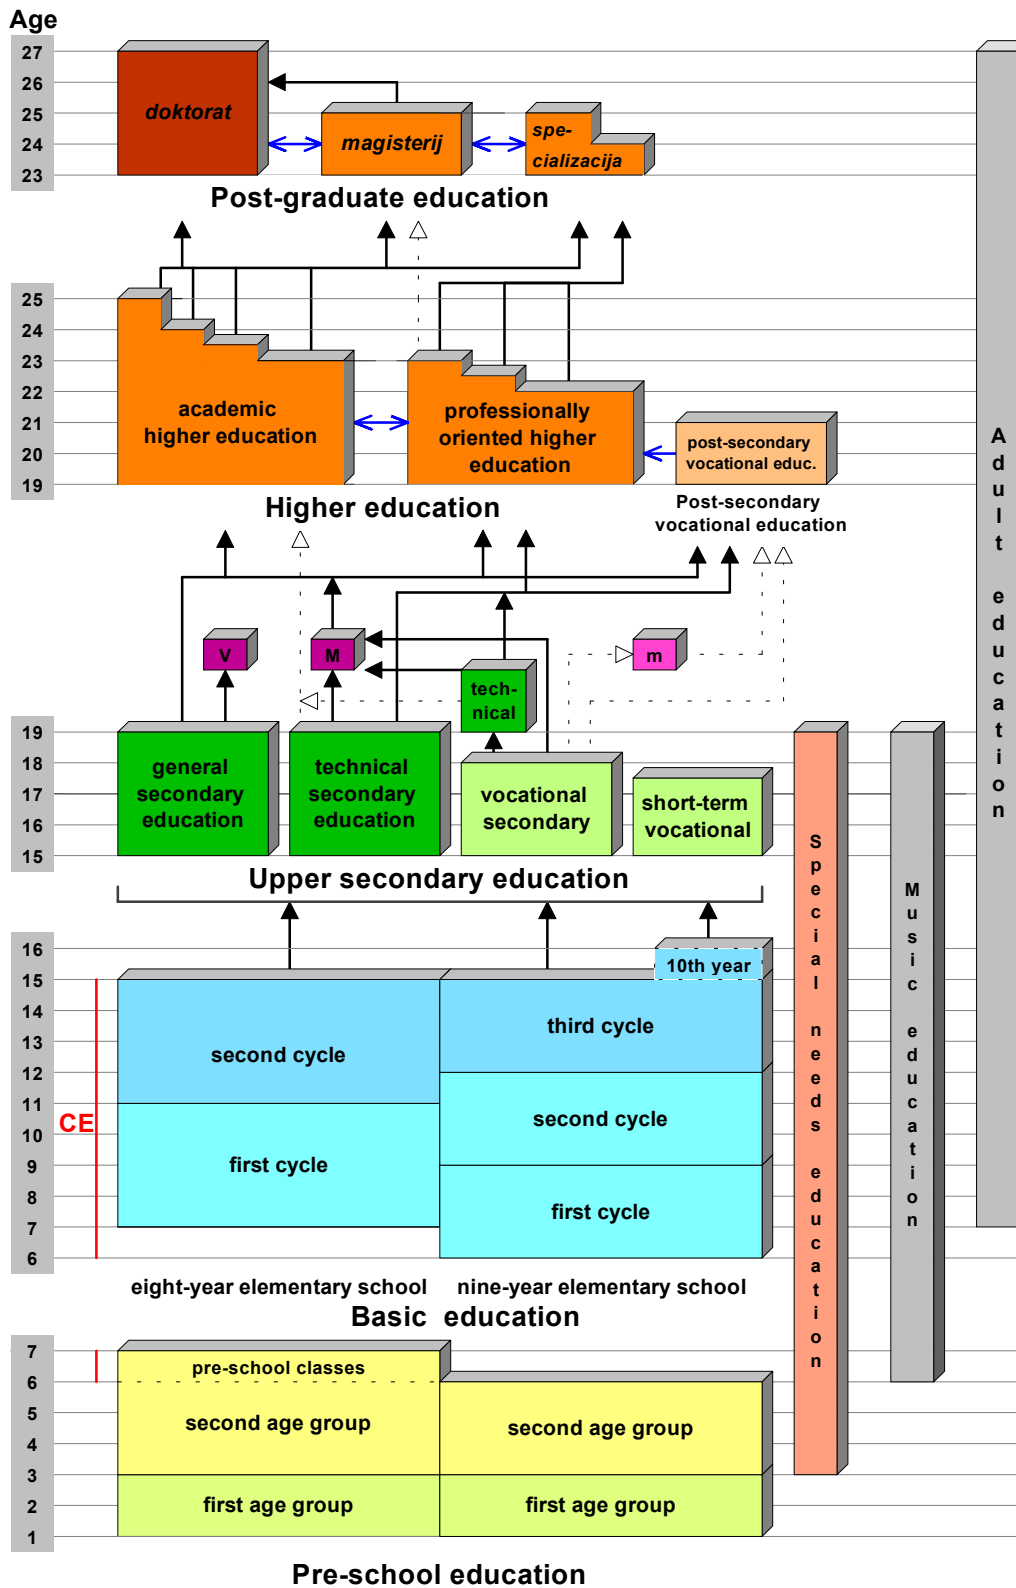 Age
27
26
25
24
23
doktorat
magisterij
spe-
cializacija
Post-graduate education
25
24
23
22
21
20
19
academic
higher education
professionally
oriented higher
education
post-secondary
vocational educ.
Higher education
Post-secondary
vocational education
V
M
m
tech-
nical
19
18
17
16
15
general
secondary
education
technical
secondary
education
vocational
secondary
short-term
vocational
Upper secondary education
16
15
14
13
12
11
10
9
8
7
6
CE
10th year
second cycle
first cycle
third cycle
second cycle
first cycle
eight-year elementary school
nine-year elementary school
Basic education
7
6
5
4
3
2
1
pre-school classes
second age group
first age group
second age group
first age group
Pre-school education
Special needs education
Music education
Adult education